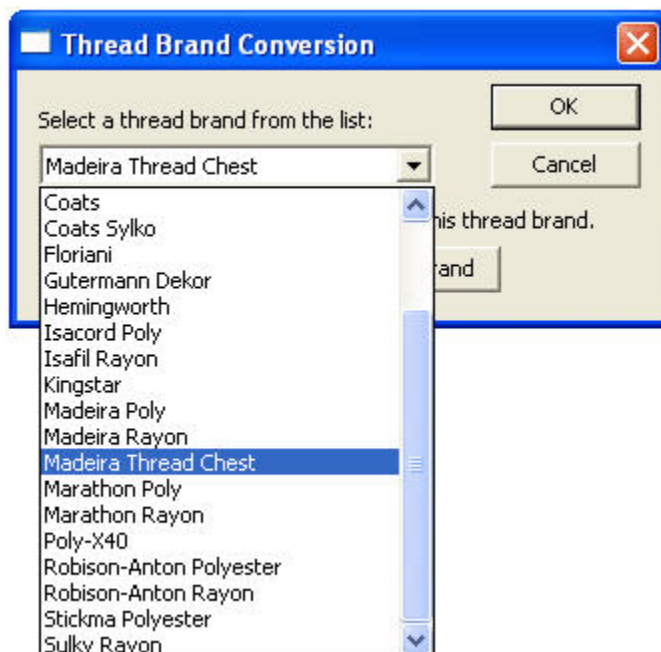 Thread Brand Conversion
Select a thread brand from the list:
OK
Madeira Thread Chest
Cancel
Coats
Coats Sylko
Floriani
Gutermann Dekor
Hemingworth
Isacord Poly
Isafil Rayon
Kingstar
Madeira Poly
Madeira Rayon
Madeira Thread Chest
Marathon Poly
Marathon Rayon
Poly-X40
Robison-Anton Polyester
Robison-Anton Rayon
Stickma Polyester
Sulky Rayon
thread brand.